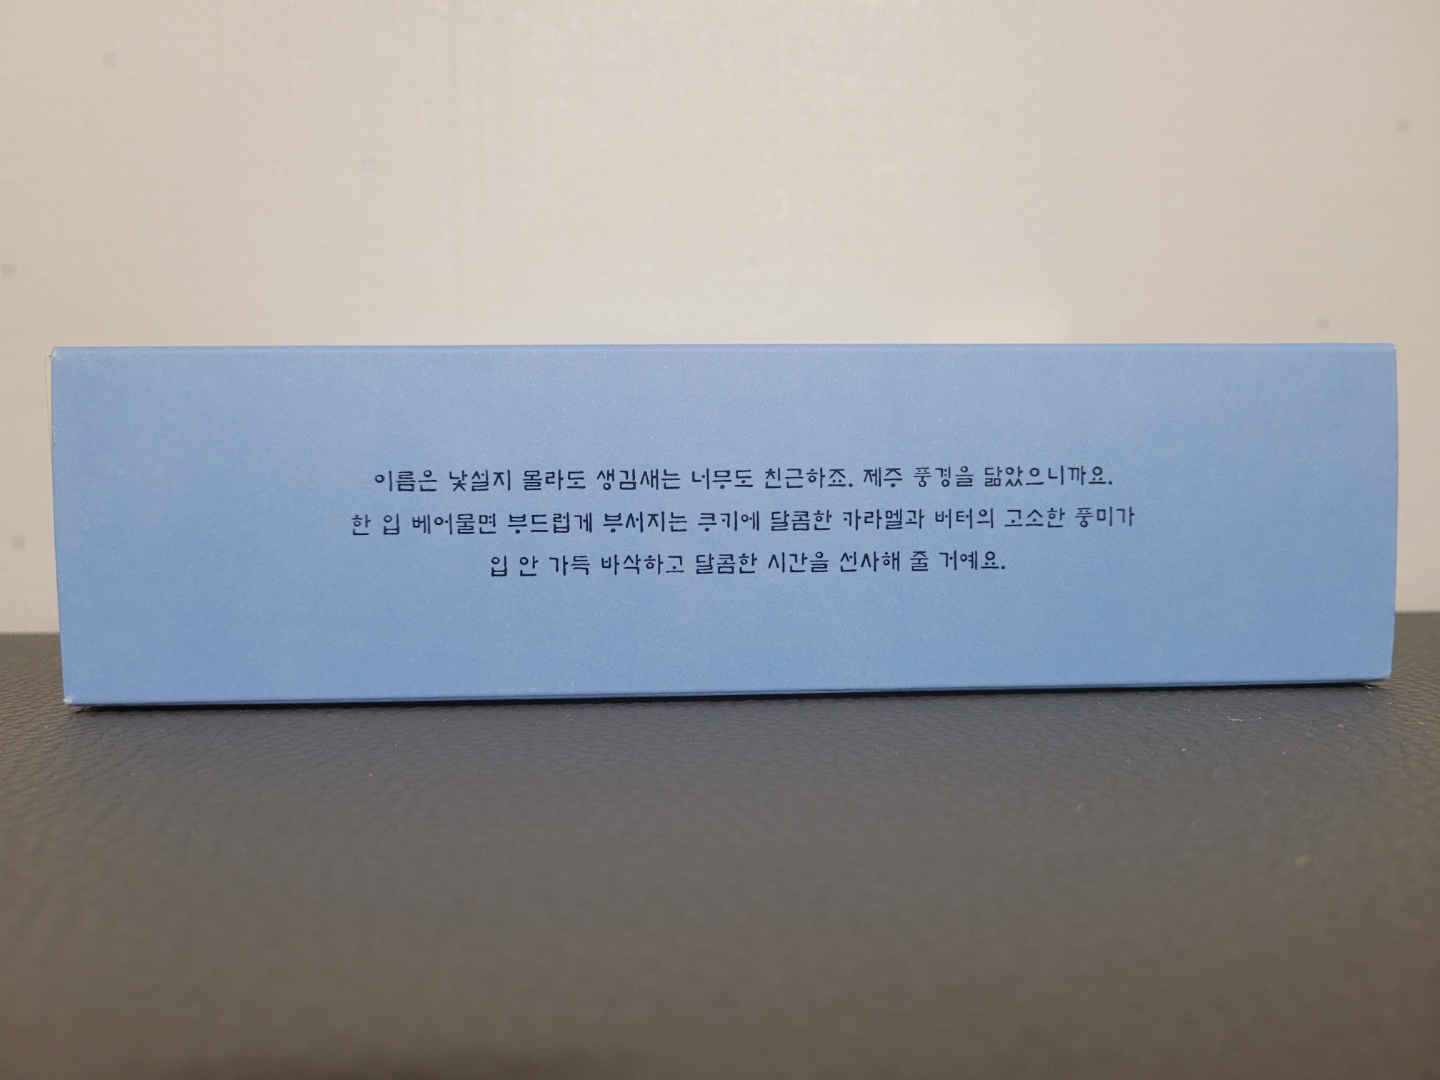 이름은 낯설지 몰라도 생김새는 너무도 친근하죠. 제주 풍경을 닮았으니까요.
한 입 베어물면 부드럽게 부서지는 쿠키에 달콤한 카라멜과 버터의 고소한 풍미가
입 안 가득 바삭하고 달콤한 시간을 선사해 줄 거예요.